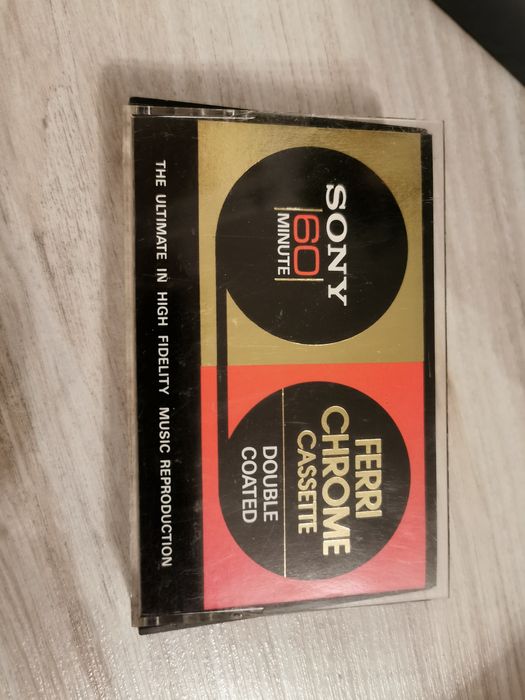 SONY
60
MINUTE
FERRI
CHROME
CASSETTE
DOUBLE
COATED
THE ULTIMATE IN HIGH FIDELITY MUSIC REPRODUCTION